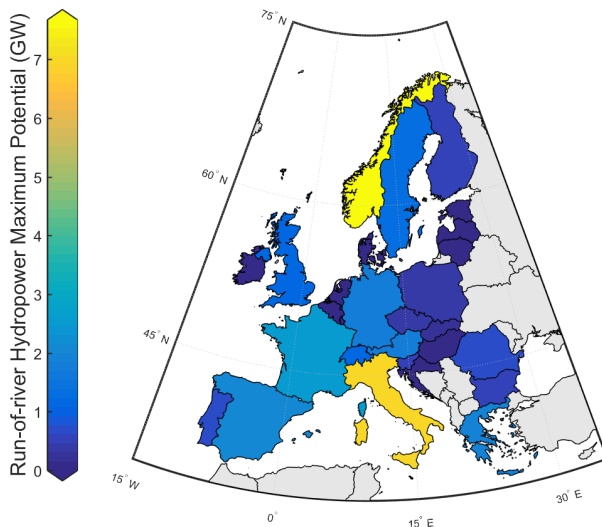 Run-of-river Hydropower Maximum Potential (GW)
7
6
5
4
3
2
1
0
75° N
60° N
45° N
15° W
0°
15° E
30° E